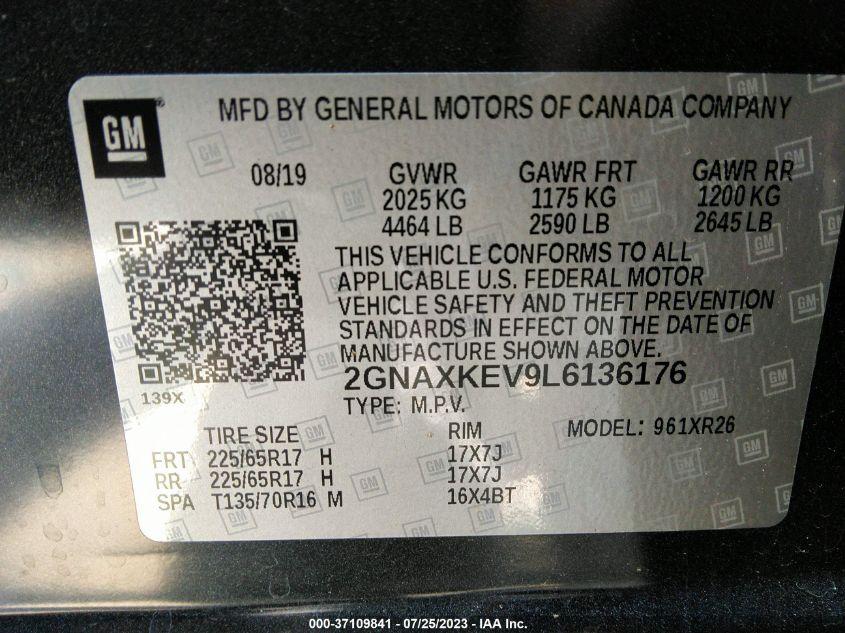 GM ®
MFD BY GENERAL MOTORS OF CANADA COMPANY
08/19 GVWR GAWR FRT GAWR RR
2025 KG 1175 KG 1200 KG
4464 LB 2590 LB 2645 LB
THIS VEHICLE CONFORMS TO ALL
APPLICABLE U.S. FEDERAL MOTOR
VEHICLE SAFETY AND THEFT PREVENTION
STANDARDS IN EFFECT ON THE DATE OF
MANUFACTURE SHOWN ABOVE.
139X
2GNAXKEV9L6136176
TYPE: M.P.V.
TIRE SIZE RIM MODEL: 961XR26
FRT 225/65R17 H 17X7J
RR 225/65R17 H 17X7J
SPA T135/70R16 M 16X4BT
000-37109841 - 07/25/2023 - IAA Inc.